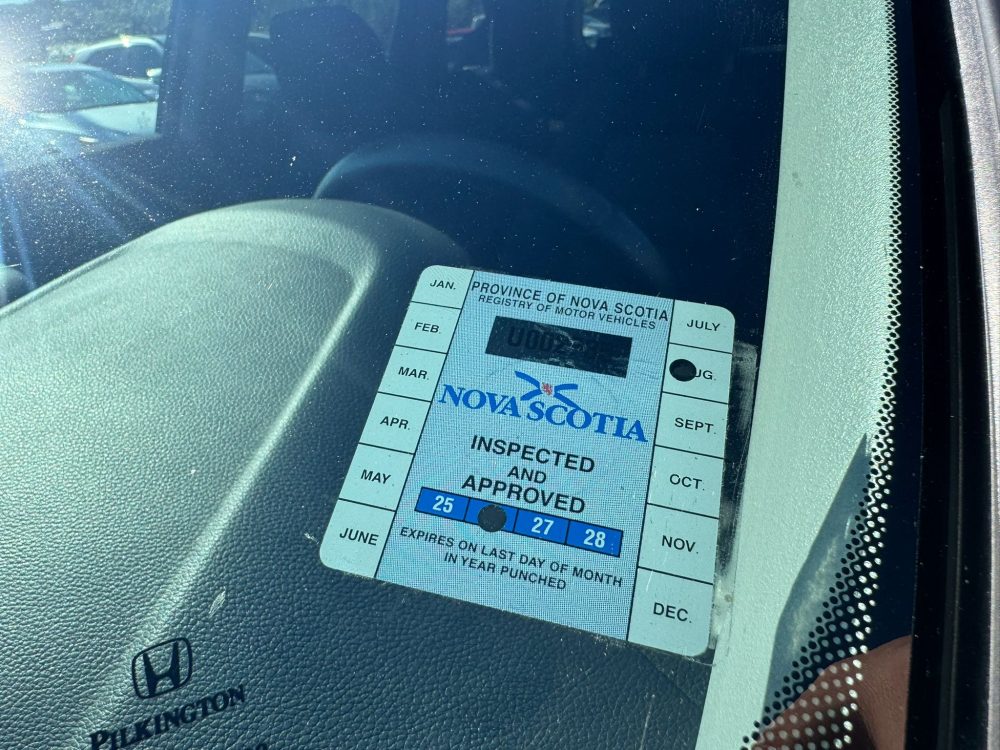 PROVINCE OF NOVA SCOTIA
REGISTRY OF MOTOR VEHICLES
NOVA SCOTIA
INSPECTED
AND
APPROVED
25 27 28
EXPIRES ON LAST DAY OF MONTH
IN YEAR PUNCHED
JAN.
FEB.
MAR.
APR.
MAY
JUNE
JULY
SEPT.
OCT.
NOV.
DEC.
PILKINGTON